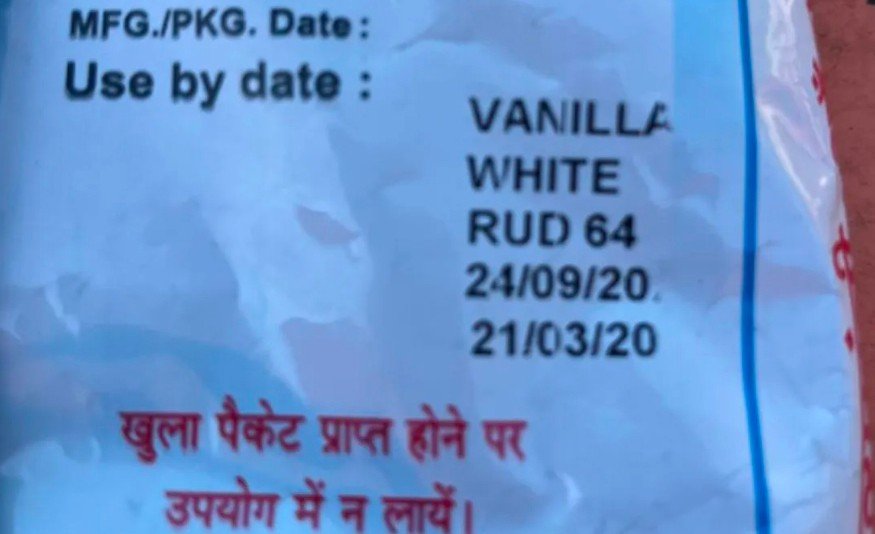 MFG./PKG. Date :
Use by date :
VANILLA
WHITE
RUD 64
24/09/20
21/03/20
खुला पैकेट प्राप्त होने पर
उपयोग में न लायें।